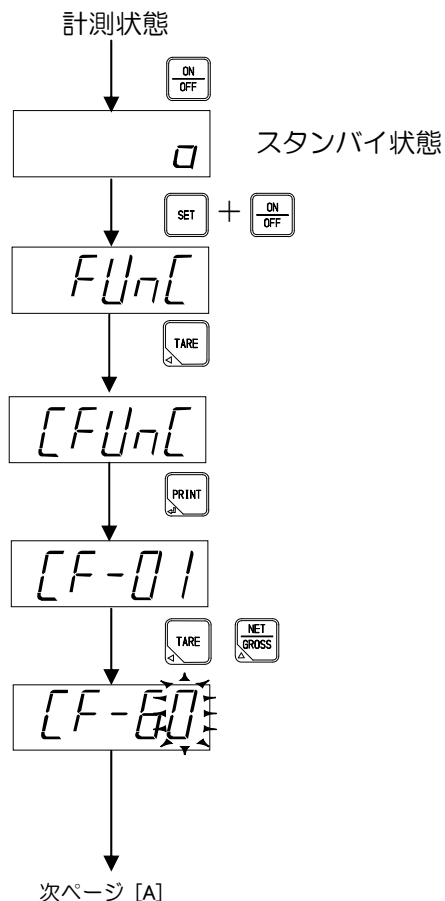 計測状態
ON
OFF
スタンバイ状態
SET + ON
OFF
FUnC
TARE
CFUnC
PRINT
CF-01
TARE NET
GROSS
CF-60
次ページ [A]